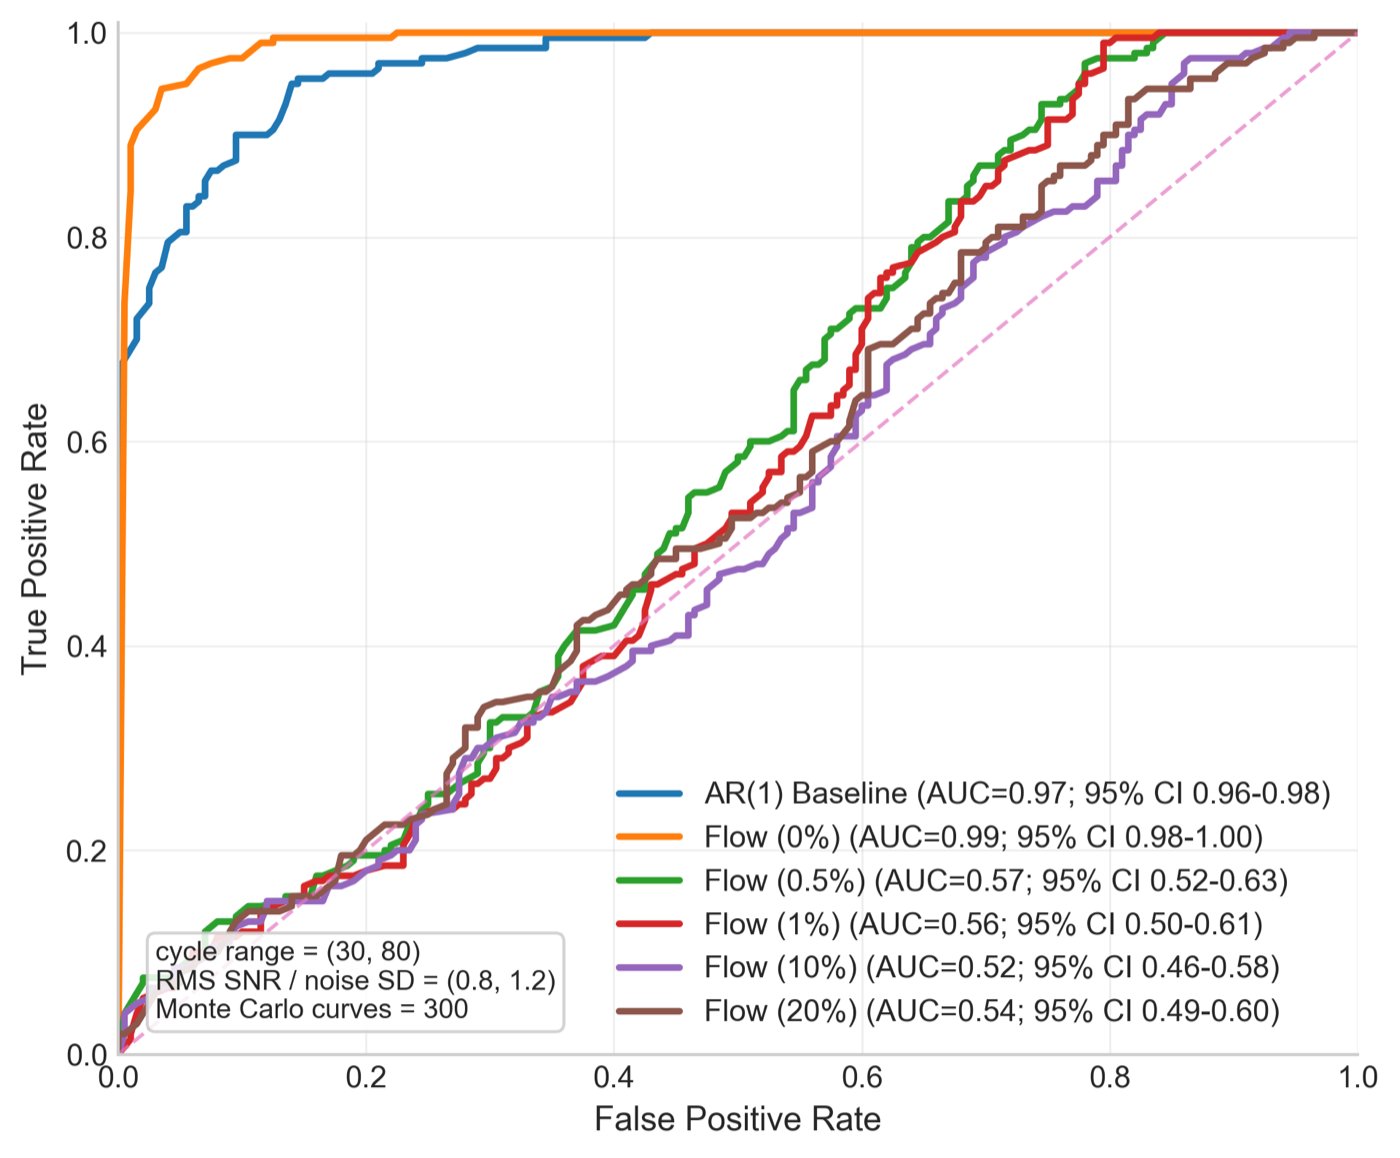 1.0
0.8
0.6
0.4
0.2
0.0
True Positive Rate
AR(1) Baseline (AUC=0.97; 95% CI 0.96-0.98)
Flow (0%) (AUC=0.99; 95% CI 0.98-1.00)
Flow (0.5%) (AUC=0.57; 95% CI 0.52-0.63)
Flow (1%) (AUC=0.56; 95% CI 0.50-0.61)
Flow (10%) (AUC=0.52; 95% CI 0.46-0.58)
Flow (20%) (AUC=0.54; 95% CI 0.49-0.60)
cycle range = (30, 80)
RMS SNR / noise SD = (0.8, 1.2)
Monte Carlo curves = 300
0.0 0.2 0.4 0.6 0.8 1.0
False Positive Rate